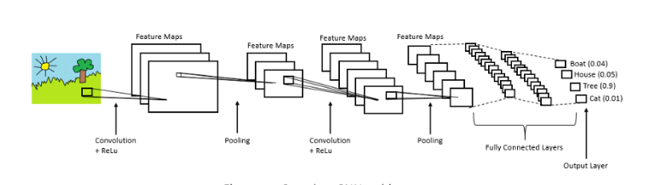 Feature Maps
Feature Maps
Feature Maps
Feature Maps
Boat (0.04)
House (0.05)
Tree (0.9)
Cat (0.01)
Convolution
+ ReLu
Pooling
Convolution
+ ReLu
Pooling
Fully Connected Layers
Output Layer